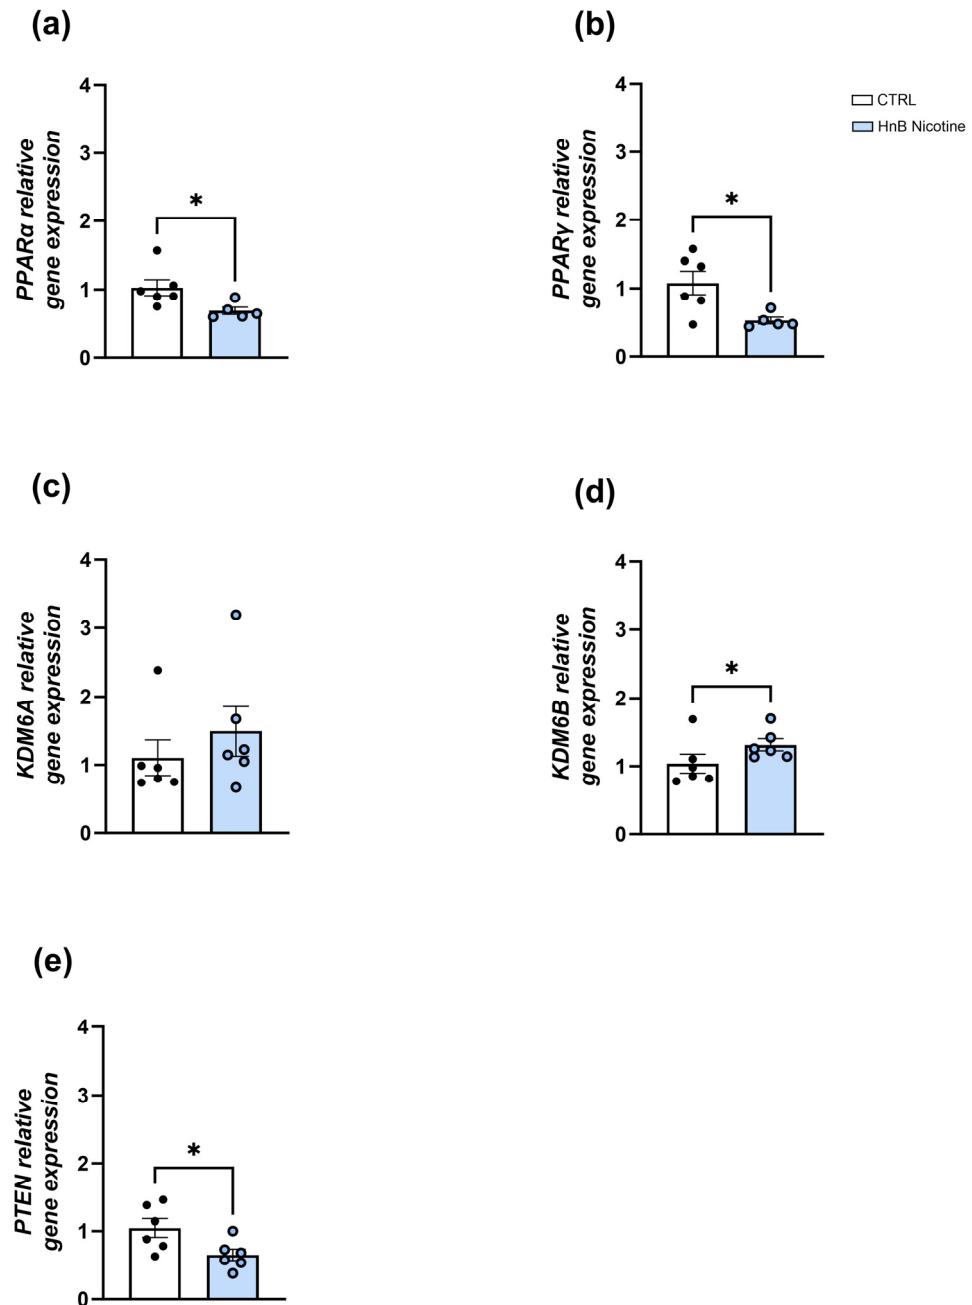 (a)
PPARα relative
gene expression
4
3
2
1
0
*
(b)
PPARγ relative
gene expression
4
3
2
1
0
*
CTRL
HnB Nicotine
(c)
KDM6A relative
gene expression
4
3
2
1
0
(d)
KDM6B relative
gene expression
4
3
2
1
0
*
(e)
PTEN relative
gene expression
4
3
2
1
0
*